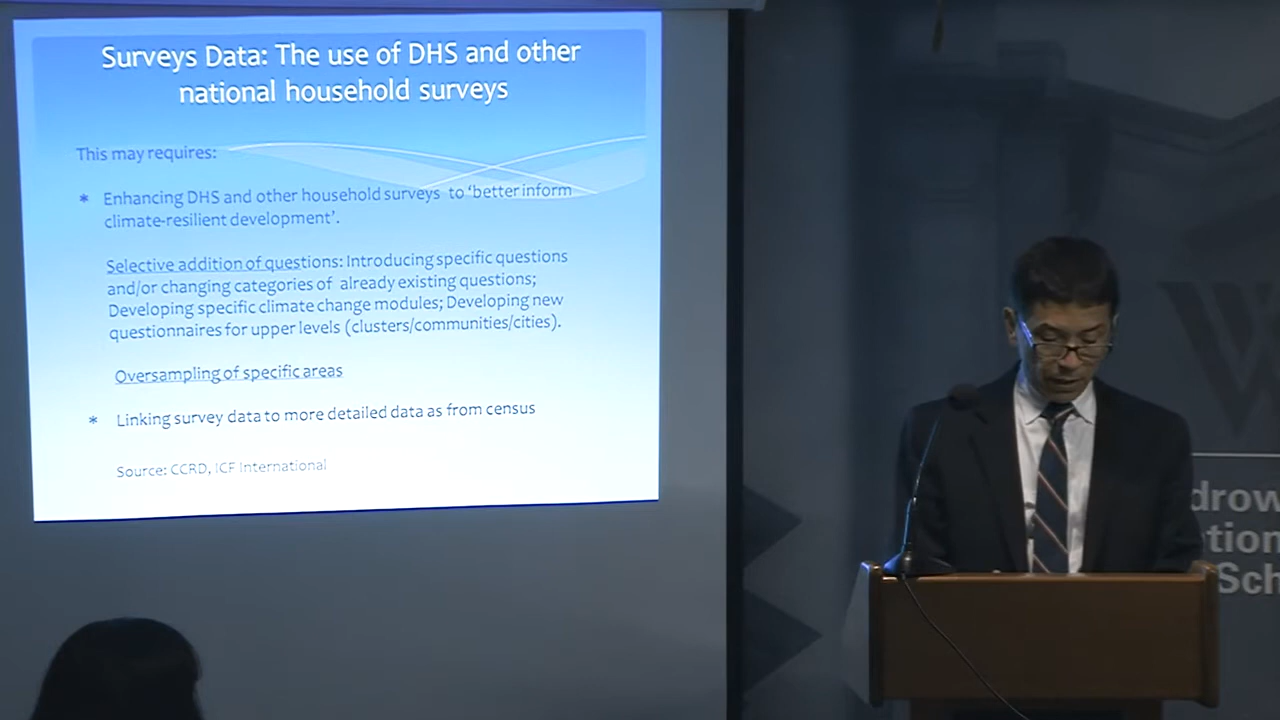 Surveys Data: The use of DHS and other
national household surveys
This may requires:
* Enhancing DHS and other household surveys to ‘better inform
climate-resilient development’.
Selective addition of questions: Introducing specific questions
and/or changing categories of already existing questions;
Developing specific climate change modules; Developing new
questionnaires for upper levels (clusters/communities/cities).
Oversampling of specific areas
* Linking survey data to more detailed data as from census
Source: CCRD, ICF International
W
drow
tion
Sch